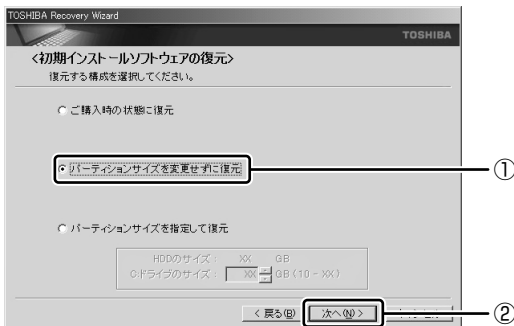 TOSHIBA Recovery Wizard
TOSHIBA
<初期インストールソフトウェアの復元>
復元する構成を選択してください。
ご購入時の状態に復元
パーティションサイズを変更せずに復元
①
パーティションサイズを指定して復元
HDDのサイズ: XX GB
C:ドライブのサイズ: XX GB (10 - XX)
< 戻る(B) 次へ(N) > ②